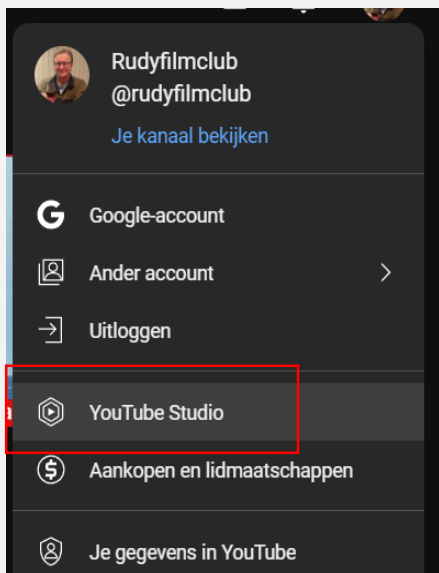 Rudyfilmclub
@rudyfilmclub
Je kanaal bekijken
Google-account
Ander account
Uitloggen
YouTube Studio
Aankopen en lidmaatschappen
Je gegevens in YouTube